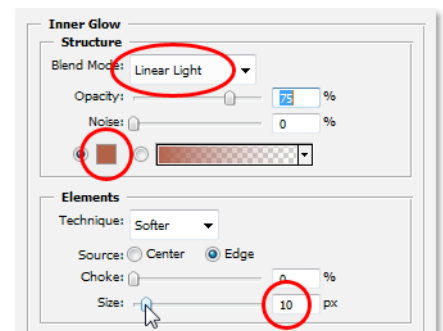 Inner Glow
Structure
Blend Mode: Linear Light
Opacity: 75 %
Noise: 0 %
Elements
Technique: Softer
Source: Center Edge
Choke: 0 %
Size: 10 px